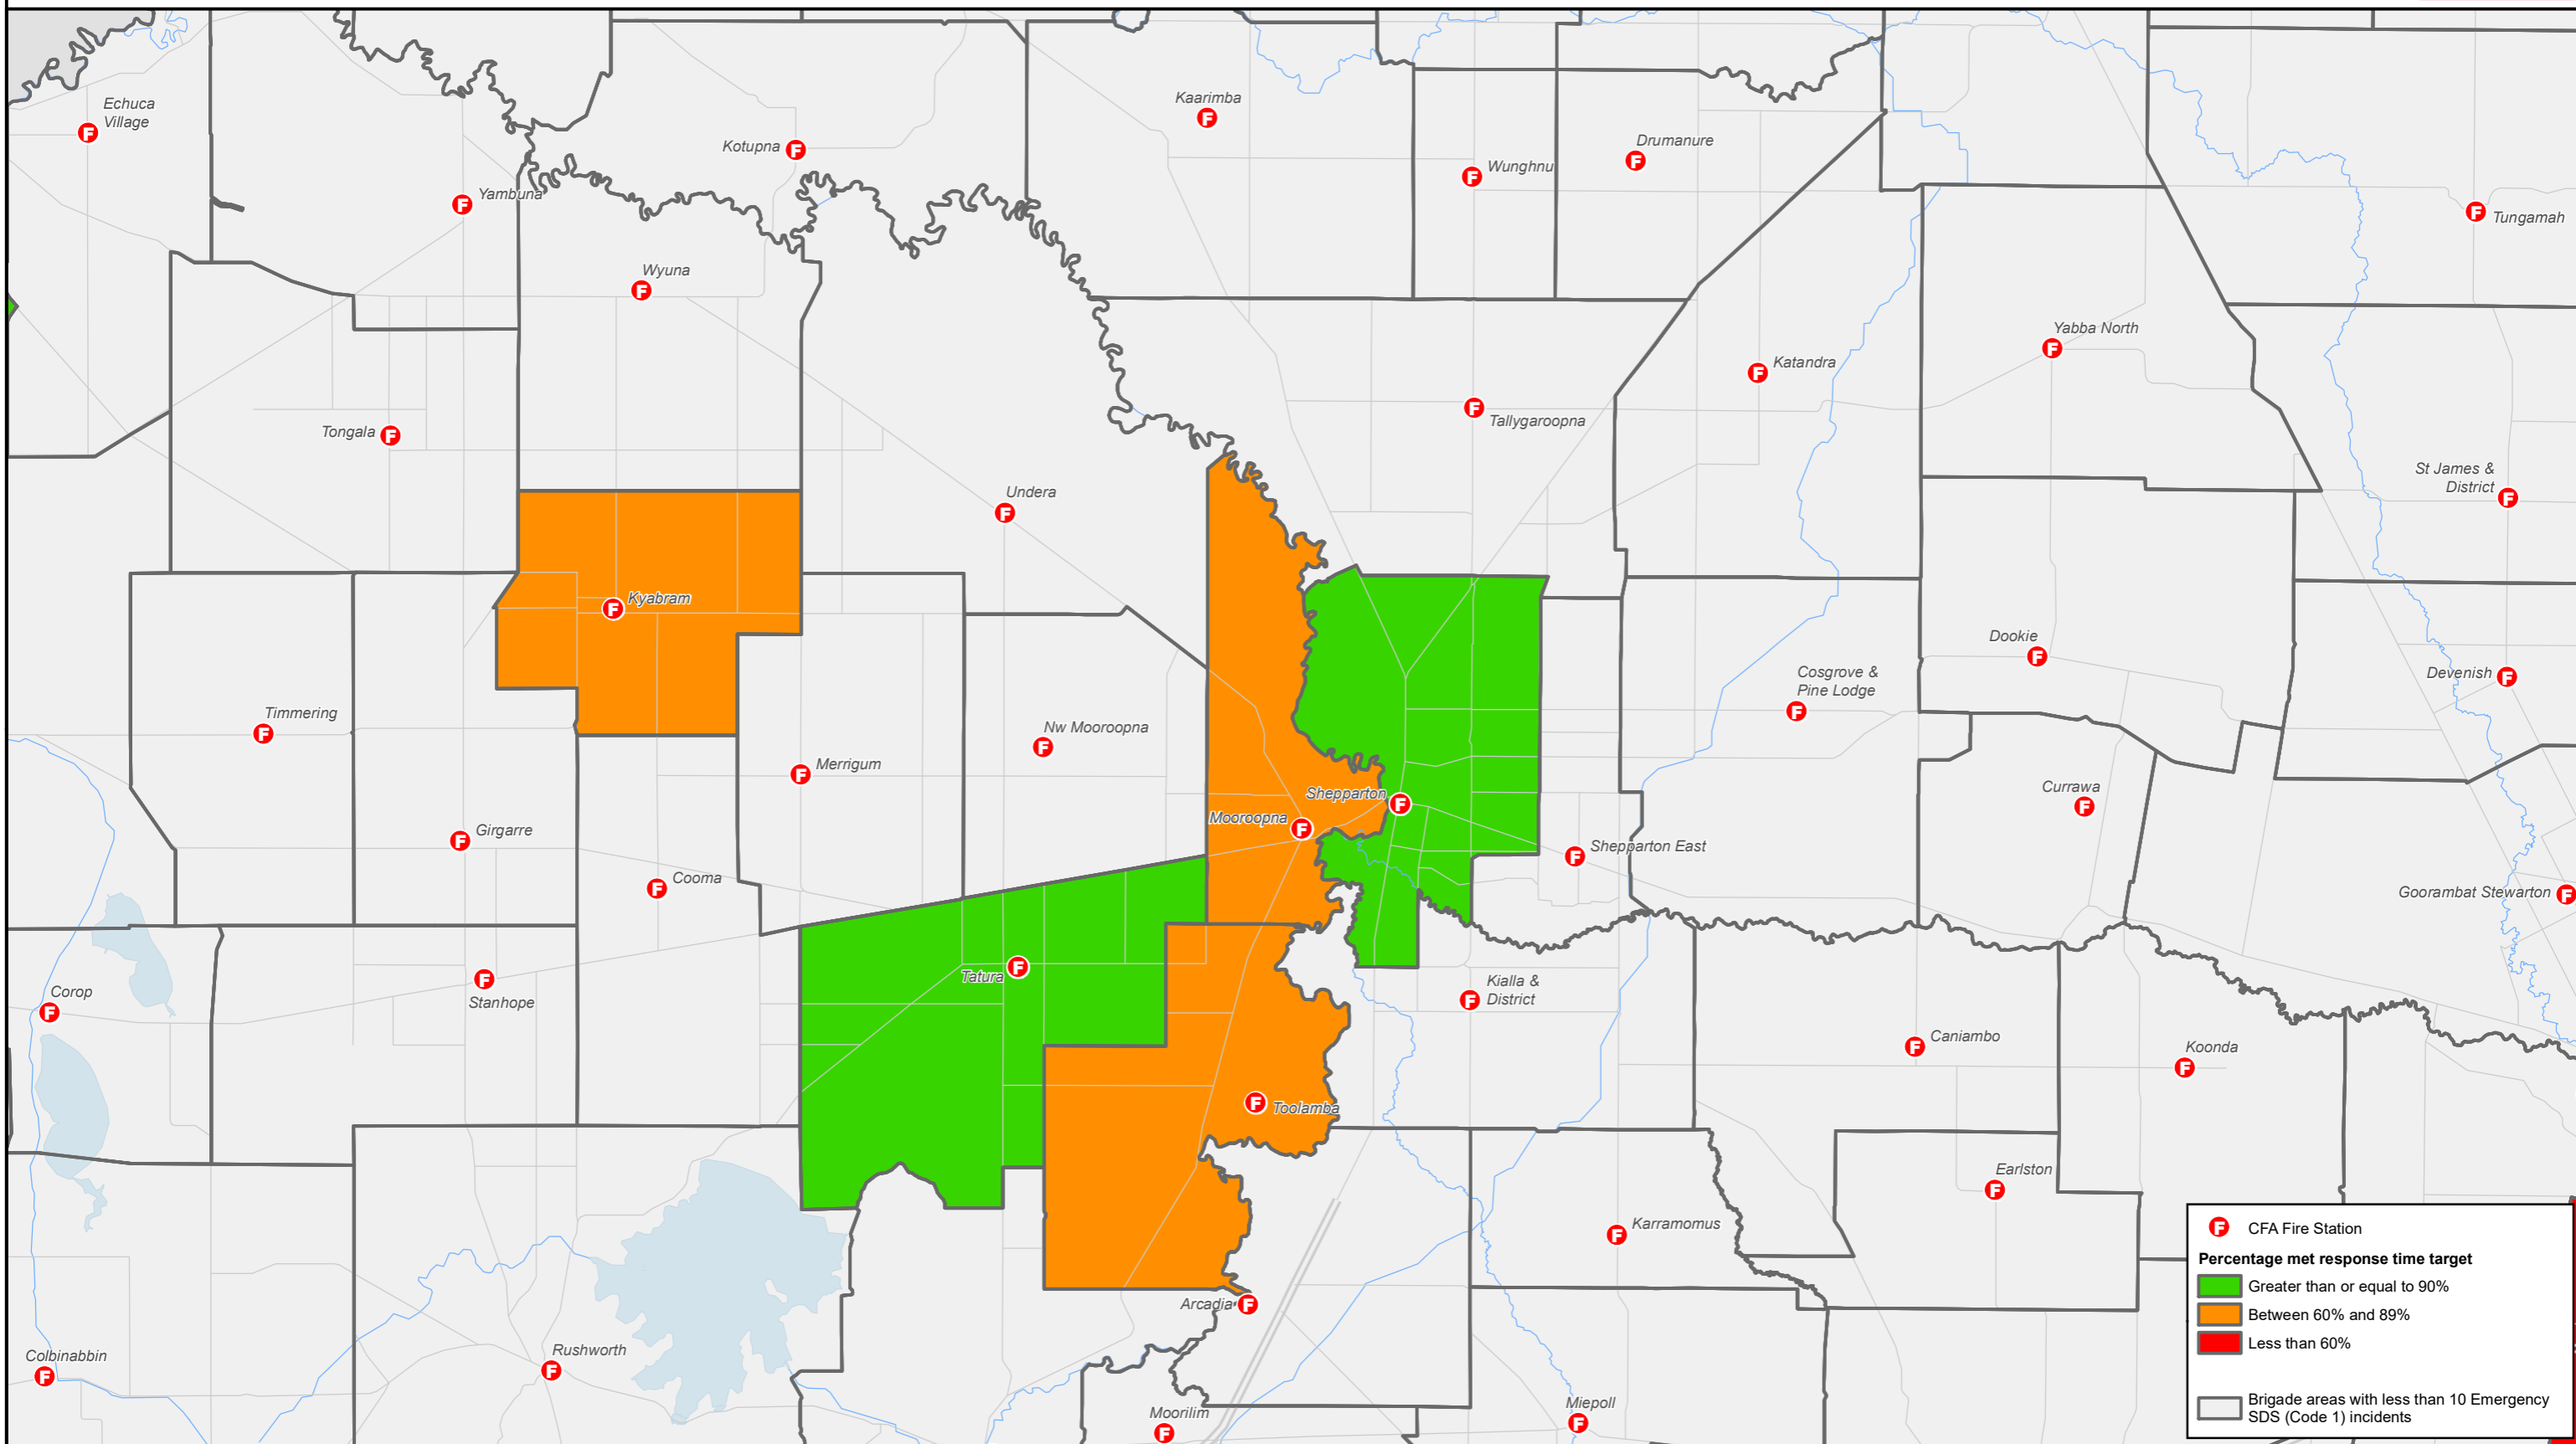 Echuca
Village
Kaarimba
Kotupna
Drumanure
Wunghnu
Yambuna
Tungamah
Wyuna
Yabba North
Katandra
Tallygaroopna
Tongala
St James &
District
Undera
Kyabram
Dookie
Cosgrove &
Pine Lodge
Devenish
Timmering
Nw Mooroopna
Merrigum
Currawa
Shepparton
Mooroopna
Girgarre
Shepparton East
Cooma
Goorambat Stewarton
Tatura
Kialla &
District
Corop
Stanhope
Caniambo
Koonda
Toolamba
Earlston
Karramomus
Arcadia
Colbinabbin
Rushworth
Moorilim
Miepoll
F CFA Fire Station
Percentage met response time target
Greater than or equal to 90%
Between 60% and 89%
Less than 60%
Brigade areas with less than 10 Emergency
SDS (Code 1) incidents